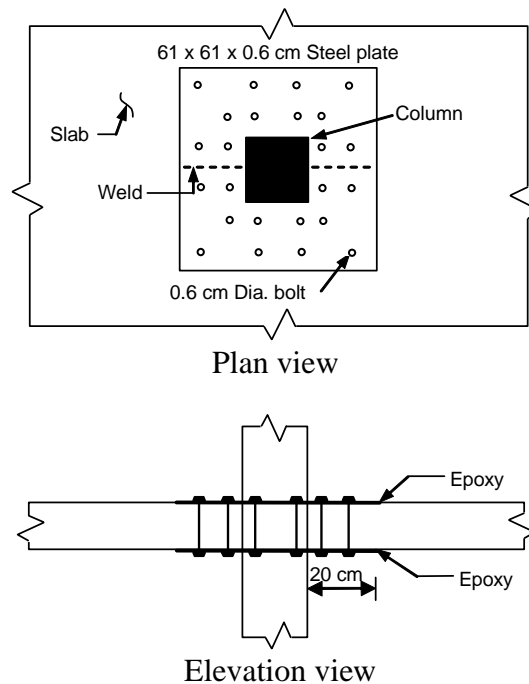 61 x 61 x 0.6 cm Steel plate
Column
Slab
Weld
0.6 cm Dia. bolt
Plan view
Epoxy
20 cm
Epoxy
Elevation view